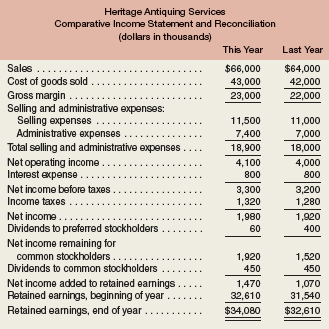 Heritage Antiquing Services
Comparative Income Statement and Reconciliation
(dollars in thousands)
This Year Last Year
Sales .............................. $66,000 $64,000
Cost of goods sold .................... 43,000 42,000
Gross margin ........................ 23,000 22,000
Selling and administrative expenses:
Selling expenses ................... 11,500 11,000
Administrative expenses .............. 7,400 7,000
Total selling and administrative expenses .... 18,900 18,000
Net operating income ................... 4,100 4,000
Interest expense ...................... 800 800
Net income before taxes ................ 3,300 3,200
Income taxes ........................ 1,320 1,280
Net income .......................... 1,980 1,920
Dividends to preferred stockholders ........ 60 400
Net income remaining for
common stockholders ................. 1,920 1,520
Dividends to common stockholders ........ 450 450
Net income added to retained earnings ..... 1,470 1,070
Retained earnings, beginning of year ...... 32,610 31,540
Retained earnings, end of year ........... $34,080 $32,610